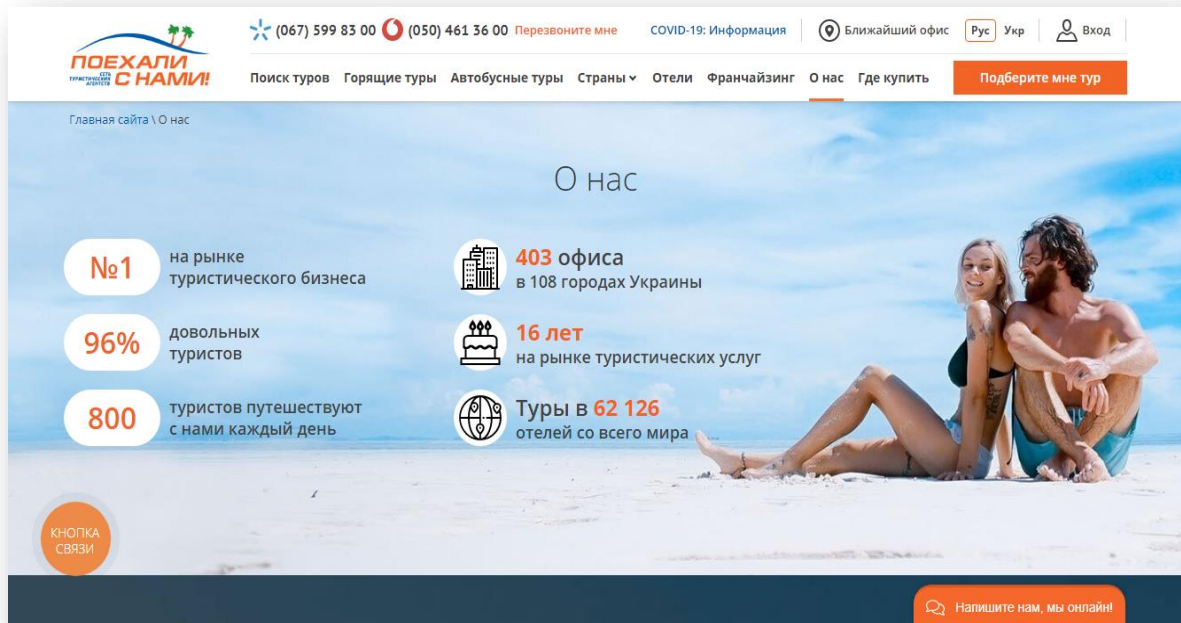 ПОЕХАЛИ
СЕТЬ
ТУРИСТИЧЕСКИХ
АГЕНТСТВ
С НАМИ!
(067) 599 83 00 (050) 461 36 00 Перезвоните мне COVID-19: Информация Ближайший офис Рус Укр Вход
Поиск туров Горящие туры Автобусные туры Страны Отели Франчайзинг О нас Где купить Подберите мне тур
Главная сайта \ О нас
О нас
№1
на рынке
туристического бизнеса
403 офиса
в 108 городах Украины
96%
довольных
туристов
16 лет
на рынке туристических услуг
800
туристов путешествуют
с нами каждый день
Туры в 62 126
отелей со всего мира
КНОПКА
СВЯЗИ
Напишите нам, мы онлайн!